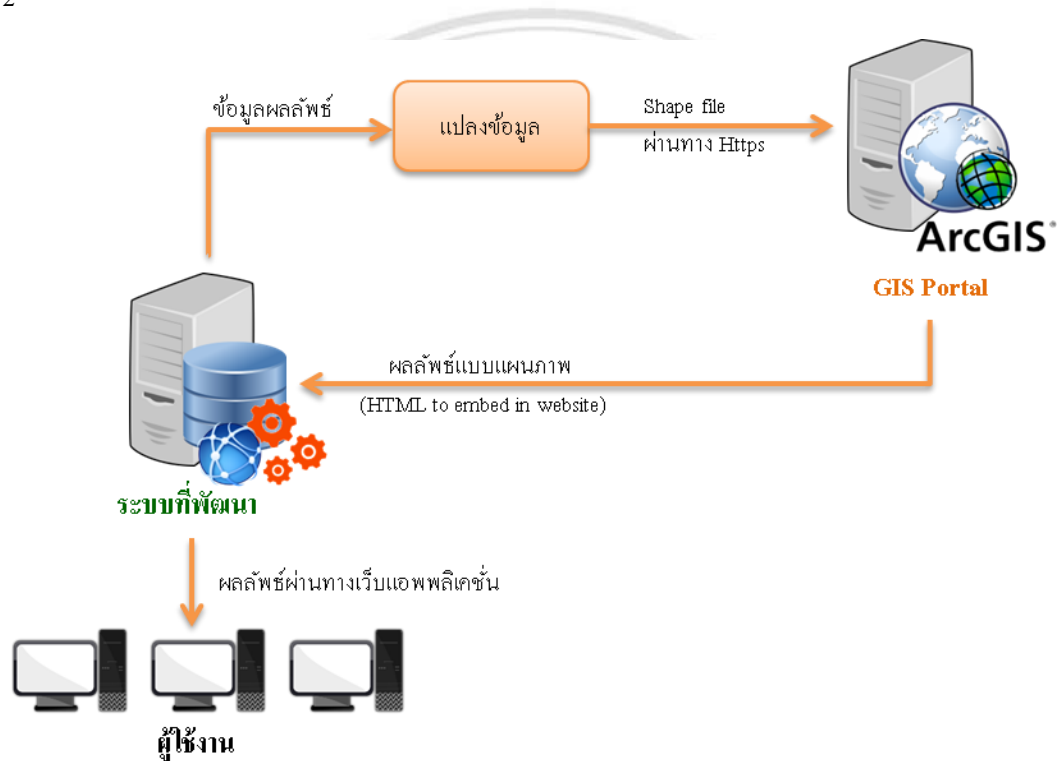 2
ข้อมูลผลลัพธ์
แปลงข้อมูล
Shape file
ผ่านทาง Https
ArcGIS
GIS Portal
ผลลัพธ์แบบแผนภาพ
(HTML to embed in website)
ระบบที่พัฒนา
ผลลัพธ์ผ่านทางเว็บแอพพลิเคชั่น
ผู้ใช้งาน